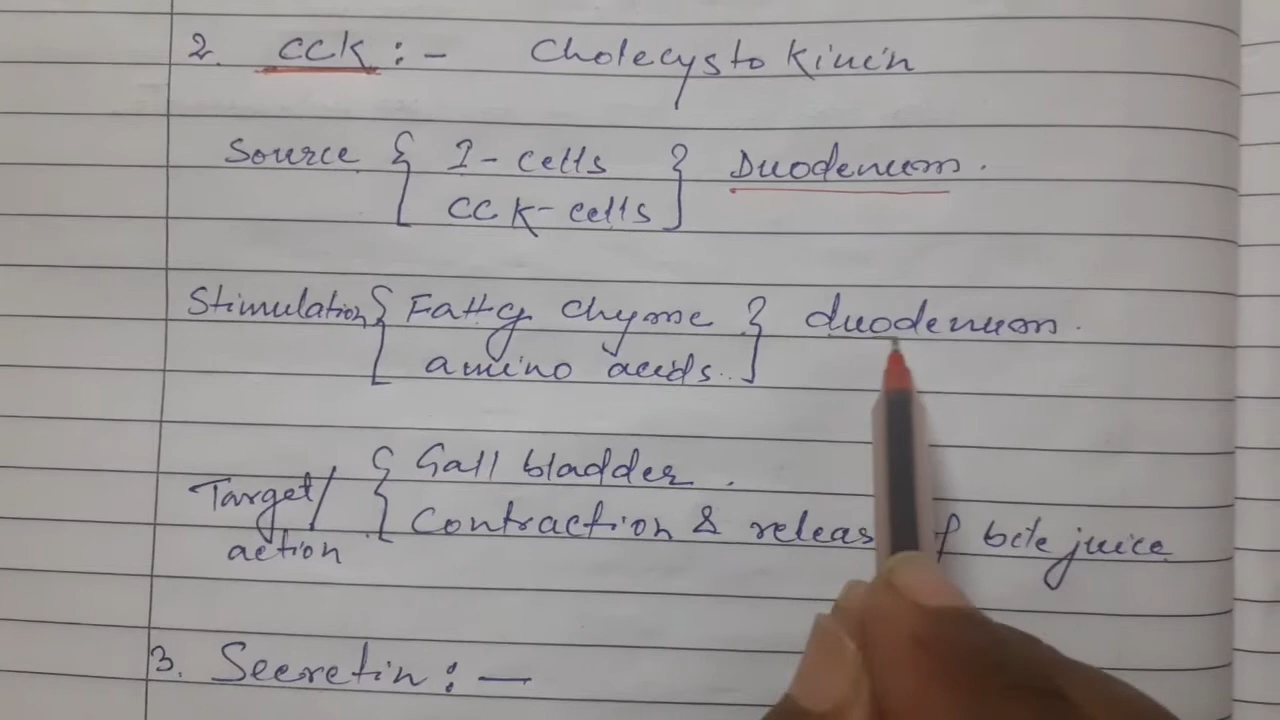 2. CCK :- Cholecystokinin
Source { I-cells } Duodenum.
CCK-cells
Stimulation { Fatty chyme } duodenum.
amino acids..
Target/ { Gall bladder.
action Contraction & releas f bile juice
3. Secretin : —